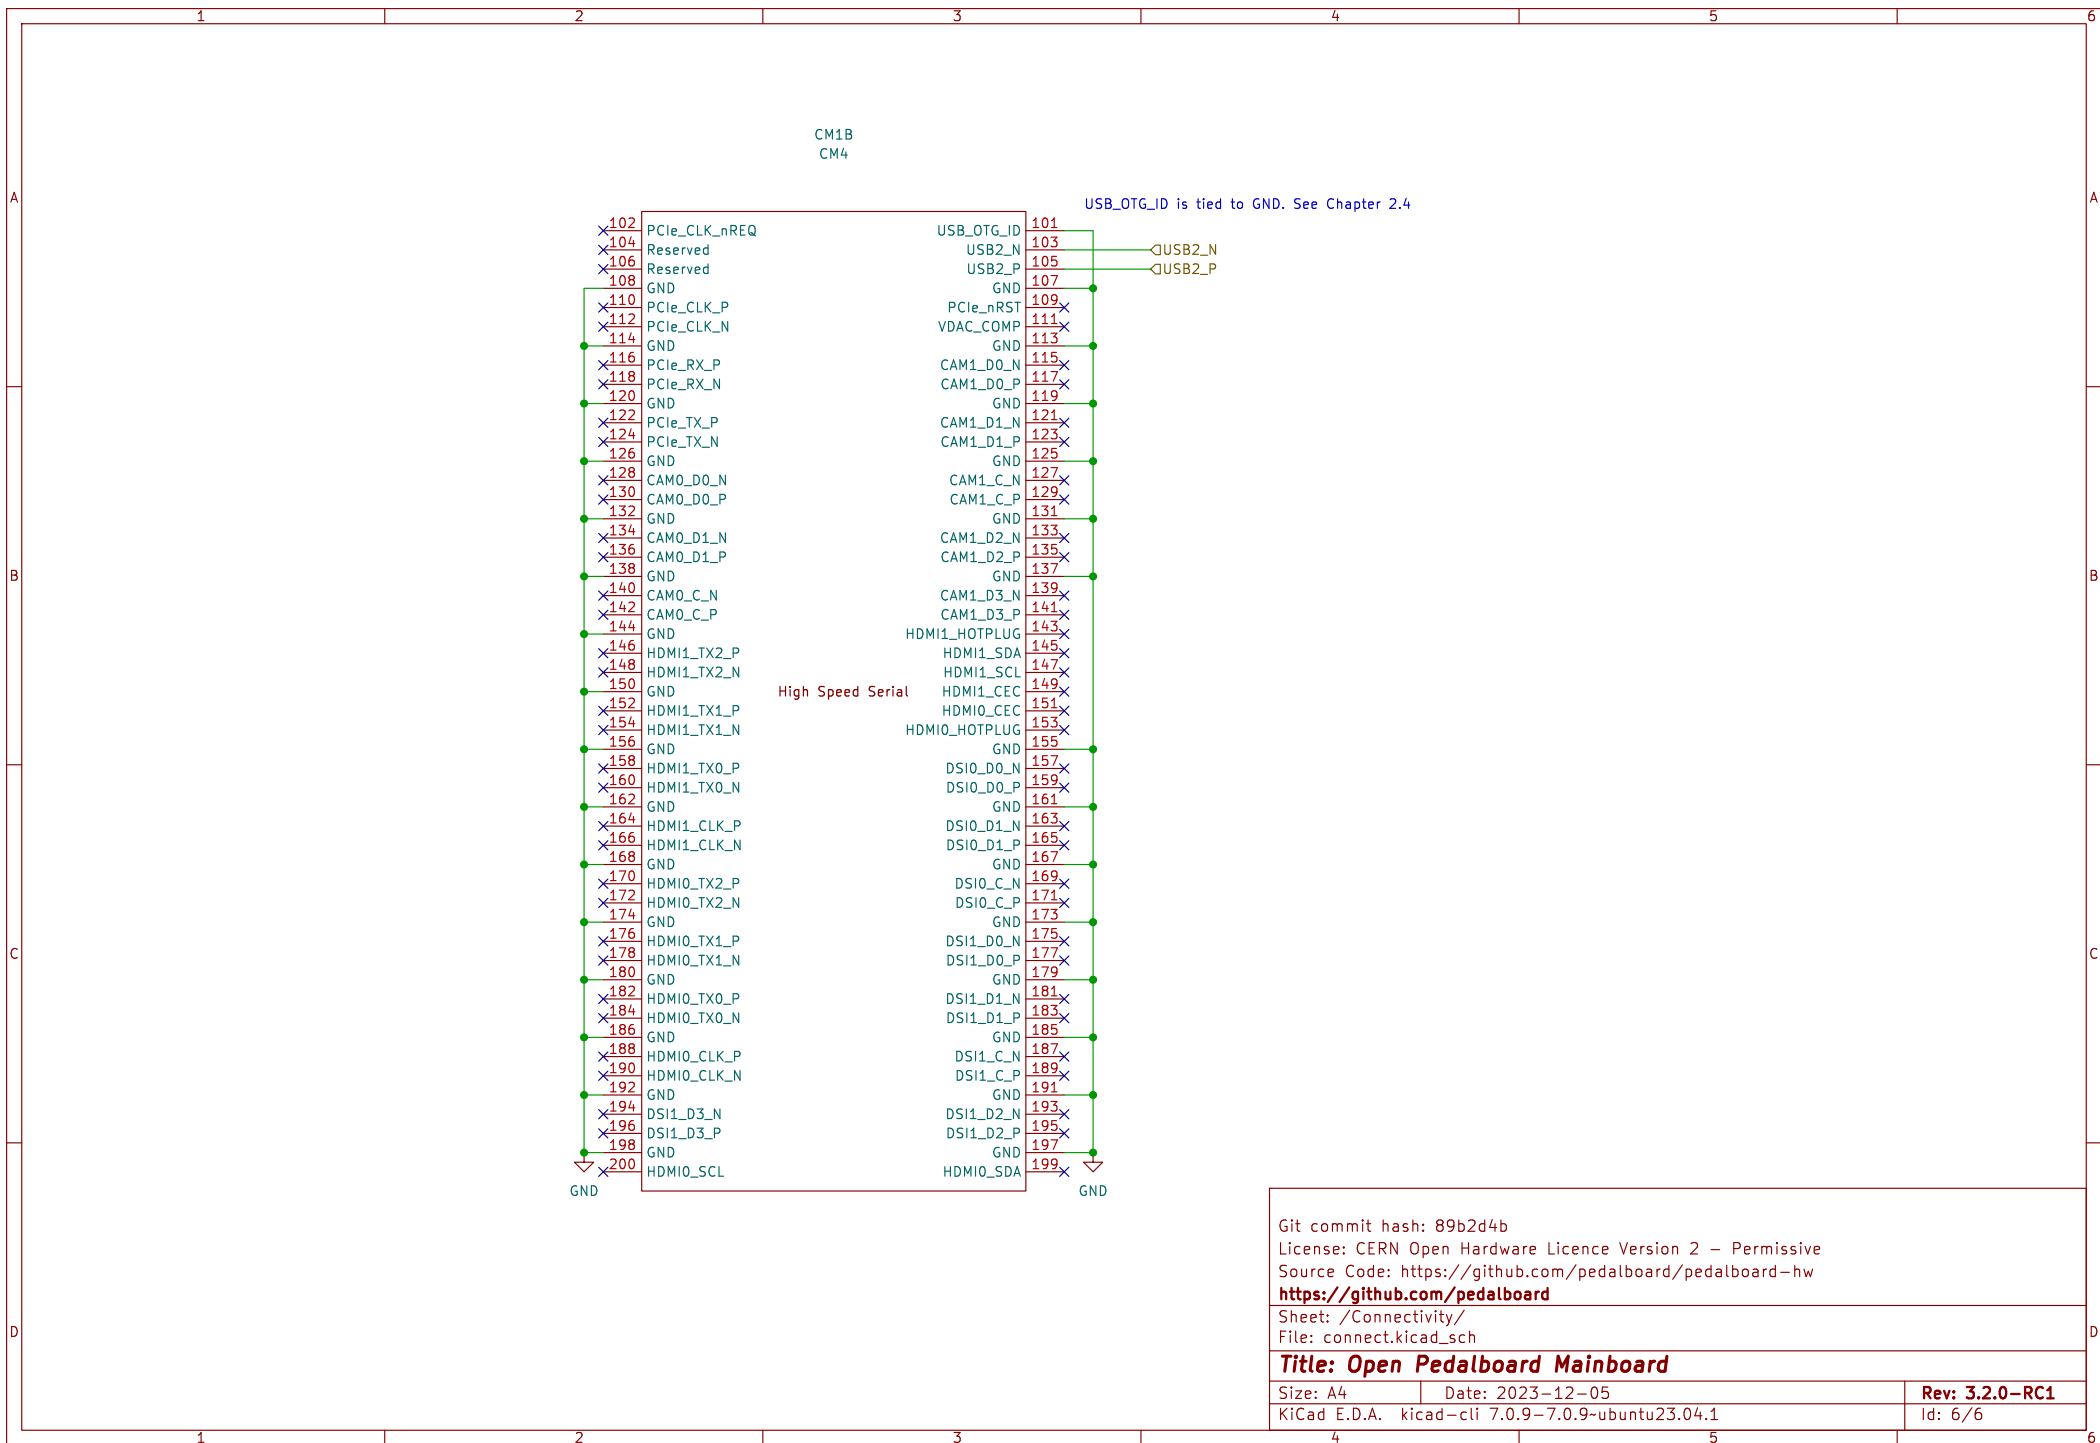 1 2 3 4 5 6
CM1B
CM4
A A
USB_OTG_ID is tied to GND. See Chapter 2.4
102 PCIe_CLK_nREQ USB_OTG_ID 101
104 Reserved USB2_N 103 USB2_N
106 Reserved USB2_P 105 USB2_P
108 GND GND 107
110 PCIe_CLK_P PCIe_nRST 109
112 PCIe_CLK_N VDAC_COMP 111
114 GND GND 113
116 PCIe_RX_P CAM1_D0_N 115
118 PCIe_RX_N CAM1_D0_P 117
120 GND GND 119
122 PCIe_TX_P CAM1_D1_N 121
124 PCIe_TX_N CAM1_D1_P 123
126 GND GND 125
128 CAM0_D0_N CAM1_C_N 127
130 CAM0_D0_P CAM1_C_P 129
132 GND GND 131
134 CAM0_D1_N CAM1_D2_N 133
136 CAM0_D1_P CAM1_D2_P 135
B 138 GND GND 137 B
140 CAM0_C_N CAM1_D3_N 139
142 CAM0_C_P CAM1_D3_P 141
144 GND HDMI1_HOTPLUG 143
146 HDMI1_TX2_P HDMI1_SDA 145
148 HDMI1_TX2_N HDMI1_SCL 147
150 GND High Speed Serial HDMI1_CEC 149
152 HDMI1_TX1_P HDMI0_CEC 151
154 HDMI1_TX1_N HDMI0_HOTPLUG 153
156 GND GND 155
158 HDMI1_TX0_P DSI0_D0_N 157
160 HDMI1_TX0_N DSI0_D0_P 159
162 GND GND 161
164 HDMI1_CLK_P DSI0_D1_N 163
166 HDMI1_CLK_N DSI0_D1_P 165
168 GND GND 167
170 HDMI0_TX2_P DSI0_C_N 169
172 HDMI0_TX2_N DSI0_C_P 171
174 GND GND 173
176 HDMI0_TX1_P DSI1_D0_N 175
C 178 HDMI0_TX1_N DSI1_D0_P 177 C
180 GND GND 179
182 HDMI0_TX0_P DSI1_D1_N 181
184 HDMI0_TX0_N DSI1_D1_P 183
186 GND GND 185
188 HDMI0_CLK_P DSI1_C_N 187
190 HDMI0_CLK_N DSI1_C_P 189
192 GND GND 191
194 DSI1_D3_N DSI1_D2_N 193
196 DSI1_D3_P DSI1_D2_P 195
198 GND GND 197
200 HDMI0_SCL HDMI0_SDA 199
GND GND
Git commit hash: 89b2d4b
License: CERN Open Hardware Licence Version 2 - Permissive
Source Code: https://github.com/pedalboard/pedalboard-hw
https://github.com/pedalboard
Sheet: /Connectivity/
D D
File: connect.kicad_sch
Title: Open Pedalboard Mainboard
Size: A4 Date: 2023-12-05 Rev: 3.2.0-RC1
KiCad E.D.A. kicad-cli 7.0.9-7.0.9~ubuntu23.04.1 Id: 6/6
1 2 3 4 5 6